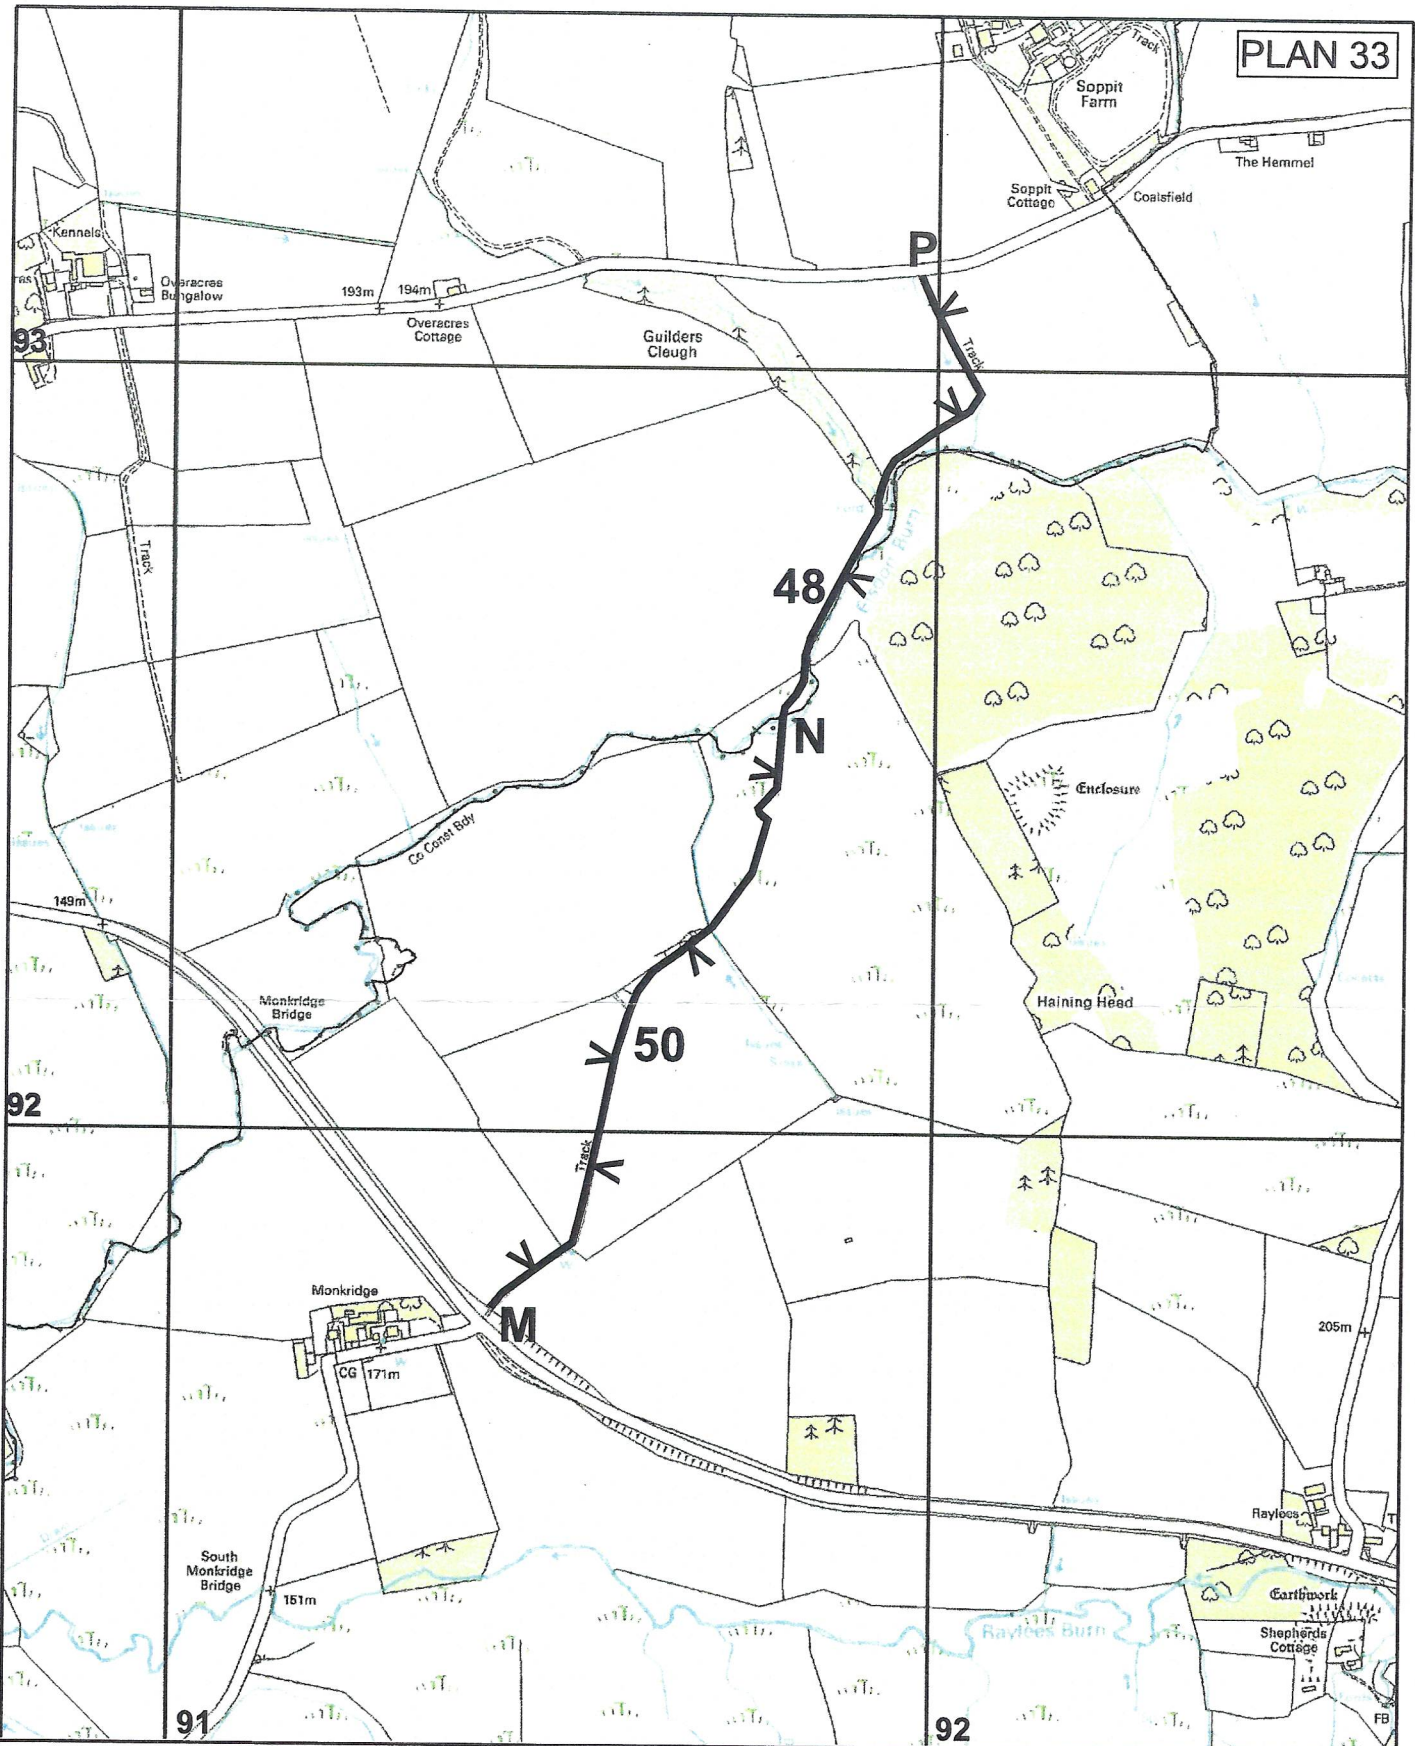 PLAN 33
Track
Soppit
Farm
The Hemmel
Soppit
Cottage
Coalsfield
Kennels
P
Overacres
Bungalow
193m
194m
Overacres
Cottage
93
Guilders
Cleugh
Track
Track
48
N
Enclosure
Co Const Bdy
149m
Monkridge
Bridge
Haining Head
50
92
Track
Monkridge
M
205m
CG
171m
Raylees
South
Monkridge
Bridge
151m
Earthwork
Raylees Burn
Shepherds
Cottage
FB
91
92